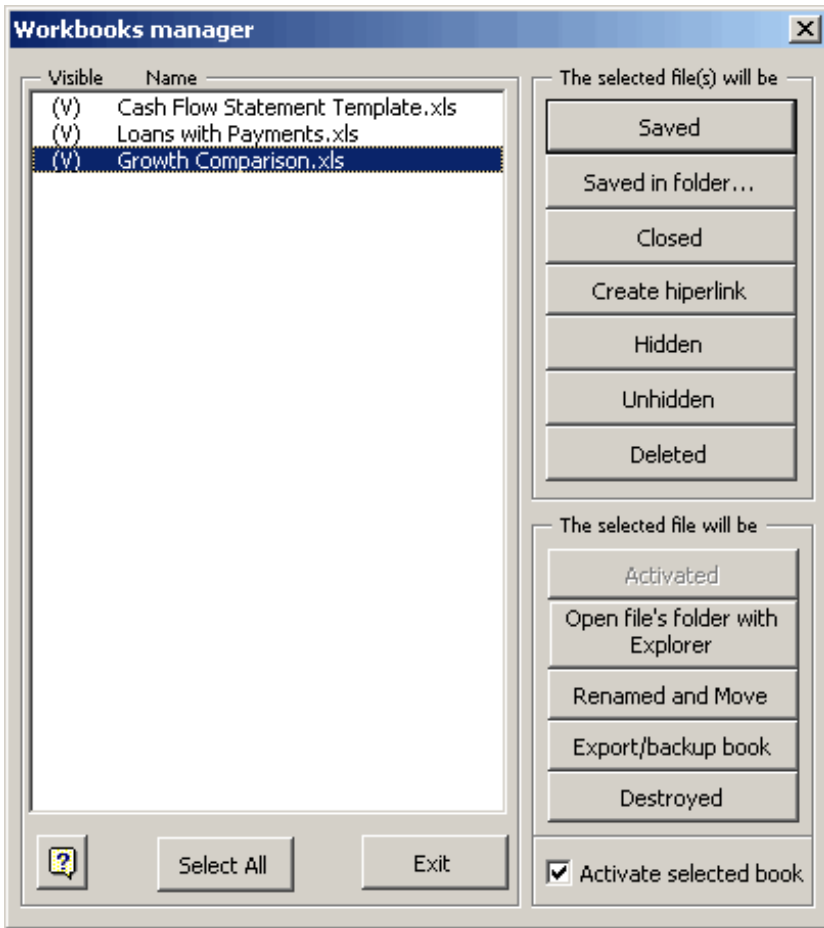 Workbooks manager
Visible Name
(V) Cash Flow Statement Template.xls
(V) Loans with Payments.xls
(V) Growth Comparison.xls
Select All
Exit
The selected file(s) will be
Saved
Saved in folder...
Closed
Create hiperlink
Hidden
Unhidden
Deleted
The selected file will be
Activated
Open file's folder with
Explorer
Renamed and Move
Export/backup book
Destroyed
Activate selected book